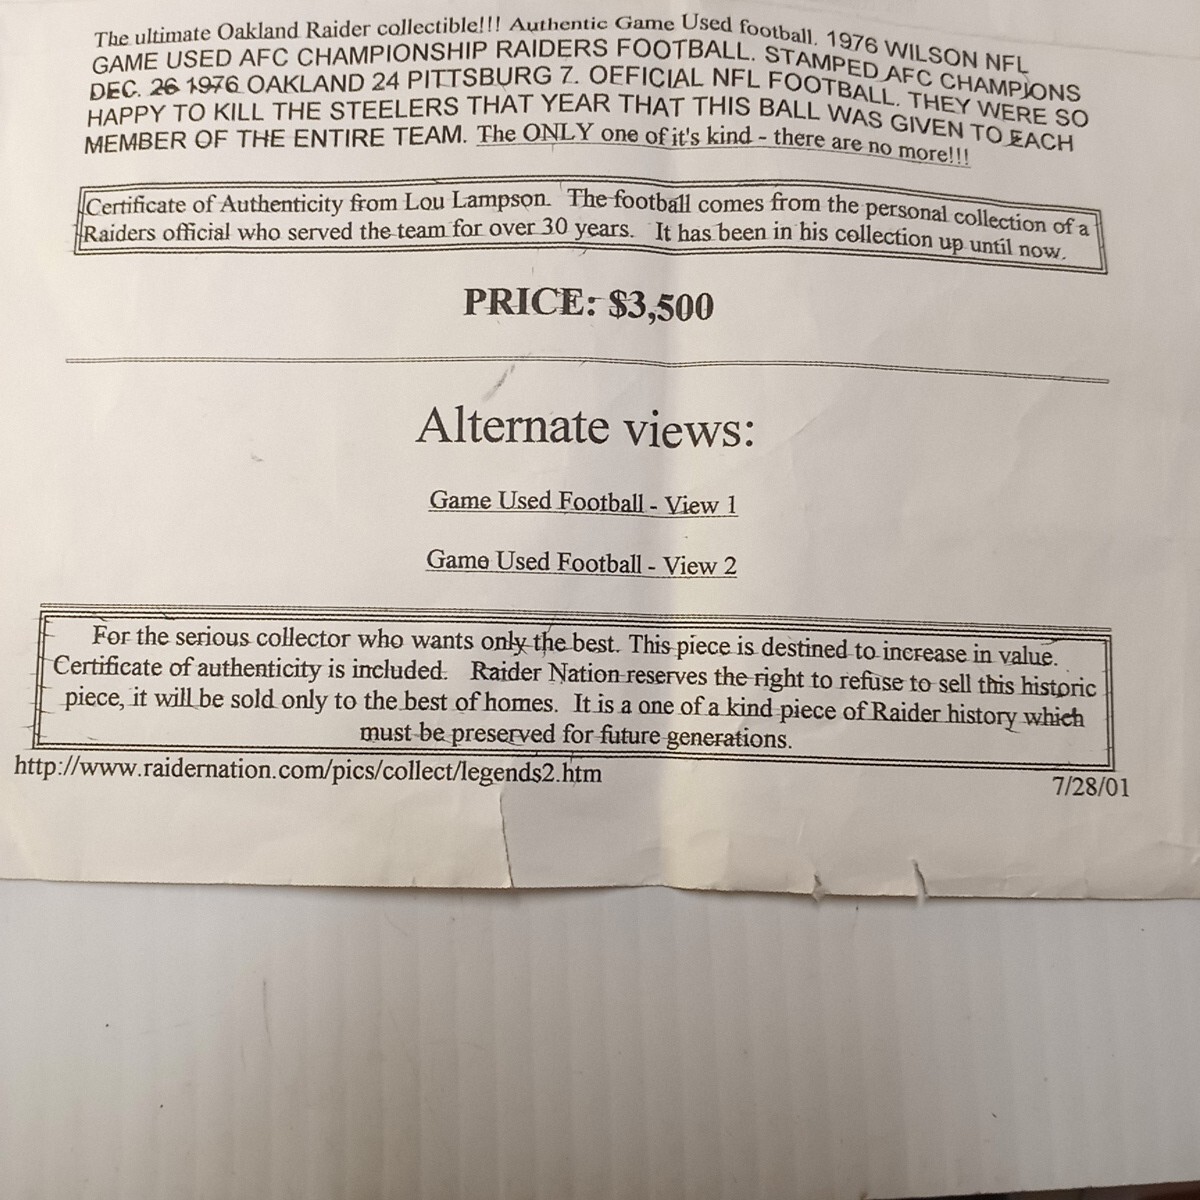 The ultimate Oakland Raider collectible!!! Authentic Game Used football. 1976 WILSON NFL
GAME USED AFC CHAMPIONSHIP RAIDERS FOOTBALL. STAMPED AFC CHAMPIONS
DEC. 26 1976 OAKLAND 24 PITTSBURG 7. OFFICIAL NFL FOOTBALL. THEY WERE SO
HAPPY TO KILL THE STEELERS THAT YEAR THAT THIS BALL WAS GIVEN TO EACH
MEMBER OF THE ENTIRE TEAM. The ONLY one of it's kind - there are no more!!!
Certificate of Authenticity from Lou Lampson. The football comes from the personal collection of a
Raiders official who served the team for over 30 years. It has been in his collection up until now.
PRICE: $3,500
Alternate views:
Game Used Football - View 1
Game Used Football - View 2
For the serious collector who wants only the best. This piece is destined to increase in value.
Certificate of authenticity is included. Raider Nation reserves the right to refuse to sell this historic
piece, it will be sold only to the best of homes. It is a one of a kind piece of Raider history which
must be preserved for future generations.
http://www.raidernation.com/pics/collect/legends2.htm
7/28/01